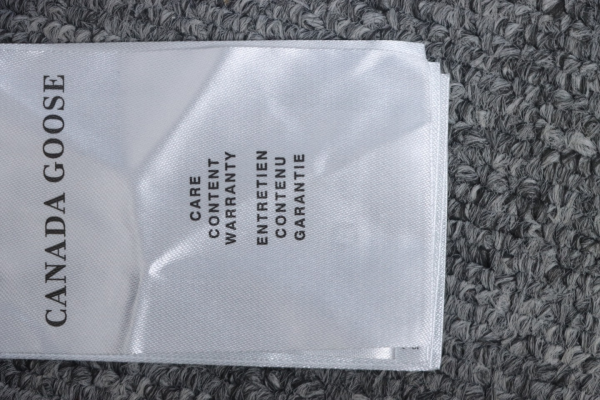 CANADA GOOSE
CARE
CONTENT
WARRANTY
ENTRETIEN
CONTENU
GARANTIE